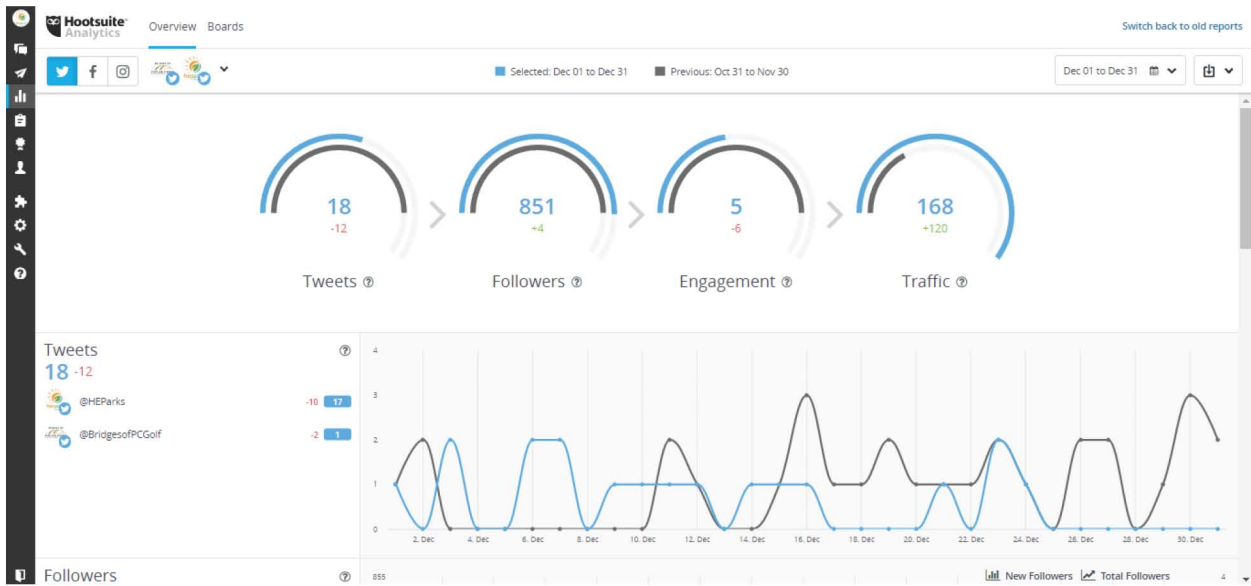 Hootsuite™
Analytics
Overview Boards
Switch back to old reports
Selected: Dec 01 to Dec 31
Previous: Oct 31 to Nov 30
Dec 01 to Dec 31
18
-12
Tweets
851
+4
Followers
5
-6
Engagement
168
+120
Traffic
Tweets
18 -12
@HEParks -10 17
@BridgesofPCGolf -2 1
4
3
2
1
0
2. Dec 4. Dec 6. Dec 8. Dec 10. Dec 12. Dec 14. Dec 16. Dec 18. Dec 20. Dec 22. Dec 24. Dec 26. Dec 28. Dec 30. Dec
Followers
855
New Followers Total Followers
4